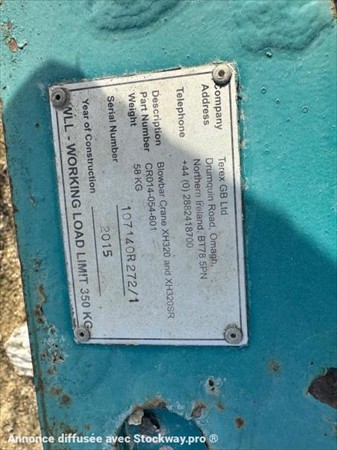 Company Terex GB Ltd
Address Drumquin Road, Omagh,
Northern Ireland, BT78 5PN
Telephone +44 (0) 2882418700
Description Blowbar Crane XH320 and XH320SR
Part Number CR014-054-601
Weight 58 KG
Serial Number 107140R272/1
Year of Construction 2015
WLL - WORKING LOAD LIMIT 350 KG
Annonce diffusée avec Stockway.pro ®